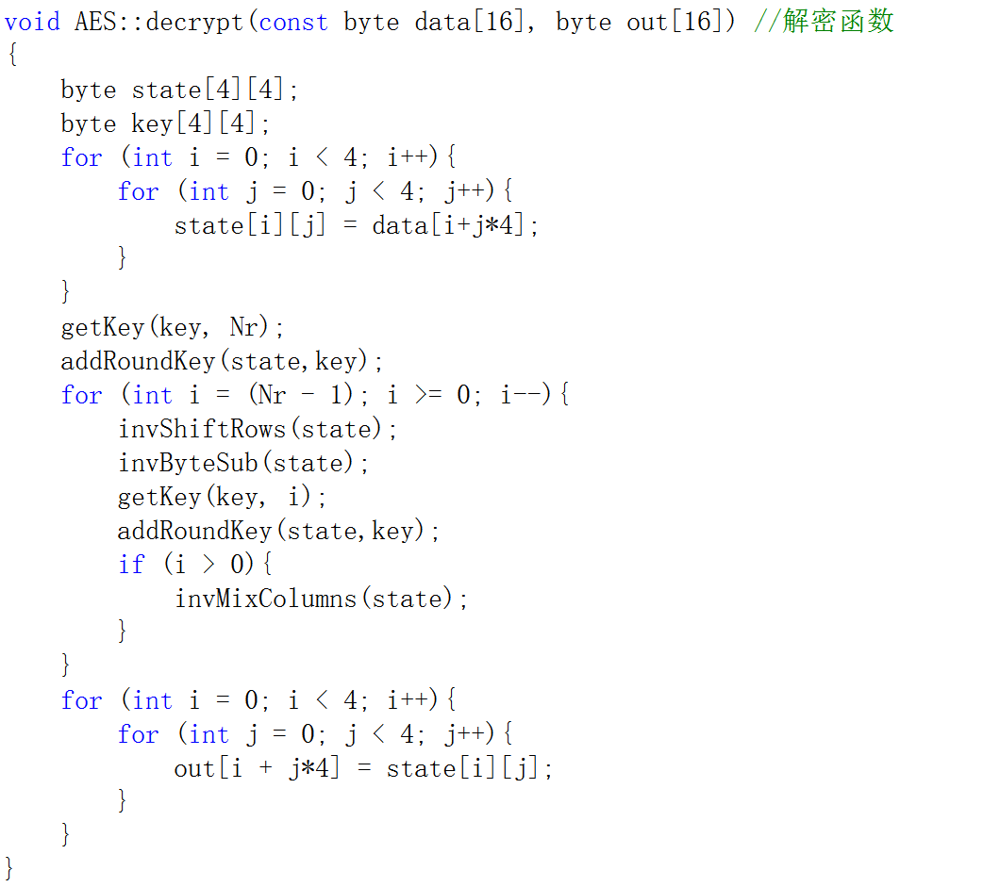 void AES::decrypt(const byte data[16], byte out[16]) //解密函数
{
    byte state[4][4];
    byte key[4][4];
    for (int i = 0; i < 4; i++){
        for (int j = 0; j < 4; j++){
            state[i][j] = data[i+j*4];
        }
    }
    getKey(key, Nr);
    addRoundKey(state,key);
    for (int i = (Nr - 1); i >= 0; i--){
        invShiftRows(state);
        invByteSub(state);
        getKey(key, i);
        addRoundKey(state,key);
        if (i > 0){
            invMixColumns(state);
        }
    }
    for (int i = 0; i < 4; i++){
        for (int j = 0; j < 4; j++){
            out[i + j*4] = state[i][j];
        }
    }
}